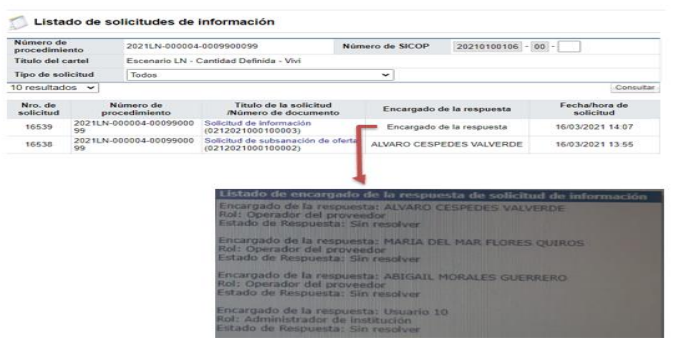 Listado de solicitudes de información
Número de procedimiento 2021LN-000004-0009900099 Número de SICOP 20210100106 - 00 -
Título del cartel Escenario LN - Cantidad Definida - Vivi
Tipo de solicitud Todos
10 resultados Consultar
Nro. de solicitud Número de procedimiento Título de la solicitud /Número de documento Encargado de la respuesta Fecha/hora de solicitud
16539 2021LN-000004-0009900099 Solicitud de información (0212021000100003) Encargado de la respuesta 16/03/2021 14:07
16538 2021LN-000004-0009900099 Solicitud de subsanación de oferta (0212021000100002) ALVARO CESPEDES VALVERDE 16/03/2021 13:55
Listado de encargado de la respuesta de solicitud de información
Encargado de la respuesta: ALVARO CESPEDES VALVERDE
Rol: Operador del proveedor
Estado de Respuesta: Sin resolver
Encargado de la respuesta: MARIA DEL MAR FLORES QUIROS
Rol: Operador del proveedor
Estado de Respuesta: Sin resolver
Encargado de la respuesta: ABIGAIL MORALES GUERRERO
Rol: Operador del proveedor
Estado de Respuesta: Sin resolver
Encargado de la respuesta: Usuario 10
Rol: Administrador de institución
Estado de Respuesta: Sin resolver